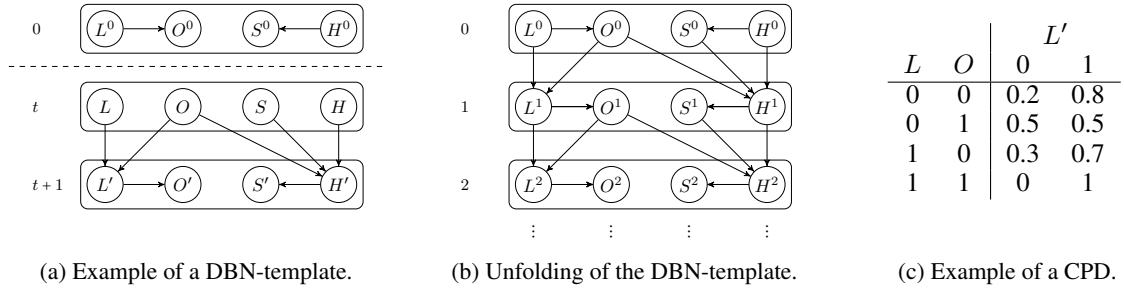 0 L⁰ O⁰ S⁰ H⁰
t L O S H
t + 1 L′ O′ S′ H′
(a) Example of a DBN-template.
0 L⁰ O⁰ S⁰ H⁰
1 L¹ O¹ S¹ H¹
2 L² O² S² H²
⋮ ⋮ ⋮ ⋮
(b) Unfolding of the DBN-template.
L′
L O 0 1
0 0 0.2 0.8
0 1 0.5 0.5
1 0 0.3 0.7
1 1 0 1
(c) Example of a CPD.